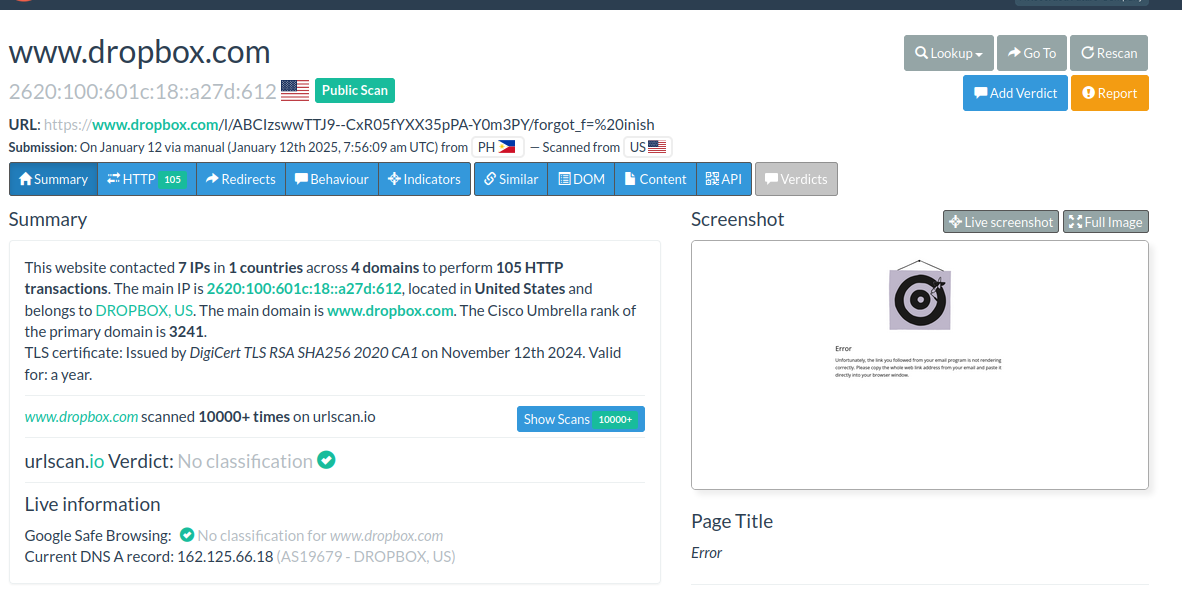 www.dropbox.com
Lookup Go To Rescan
2620:100:601c:18::a27d:612 Public Scan
Add Verdict Report
URL: https://www.dropbox.com/l/ABCIzswwTTJ9--CxR05fYXX35pPA-Y0m3PY/forgot_f=%20inish
Submission: On January 12 via manual (January 12th 2025, 7:56:09 am UTC) from PH — Scanned from US
Summary HTTP 105 Redirects Behaviour Indicators Similar DOM Content API Verdicts
Summary
This website contacted 7 IPs in 1 countries across 4 domains to perform 105 HTTP
transactions. The main IP is 2620:100:601c:18::a27d:612, located in United States and
belongs to DROPBOX, US. The main domain is www.dropbox.com. The Cisco Umbrella rank of
the primary domain is 3241.
TLS certificate: Issued by DigiCert TLS RSA SHA256 2020 CA1 on November 12th 2024. Valid
for: a year.
www.dropbox.com scanned 10000+ times on urlscan.io Show Scans 10000+
urlscan.io Verdict: No classification
Live information
Google Safe Browsing: No classification for www.dropbox.com
Current DNS A record: 162.125.66.18 (AS19679 - DROPBOX, US)
Screenshot Live screenshot Full Image
Error
Unfortunately, the link you followed from your email program is not rendering
correctly. Please copy the whole web link address from your email and paste it
directly into your browser window.
Page Title
Error